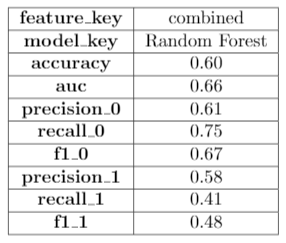 feature_key combined
model_key Random Forest
accuracy 0.60
auc 0.66
precision_0 0.61
recall_0 0.75
f1_0 0.67
precision_1 0.58
recall_1 0.41
f1_1 0.48